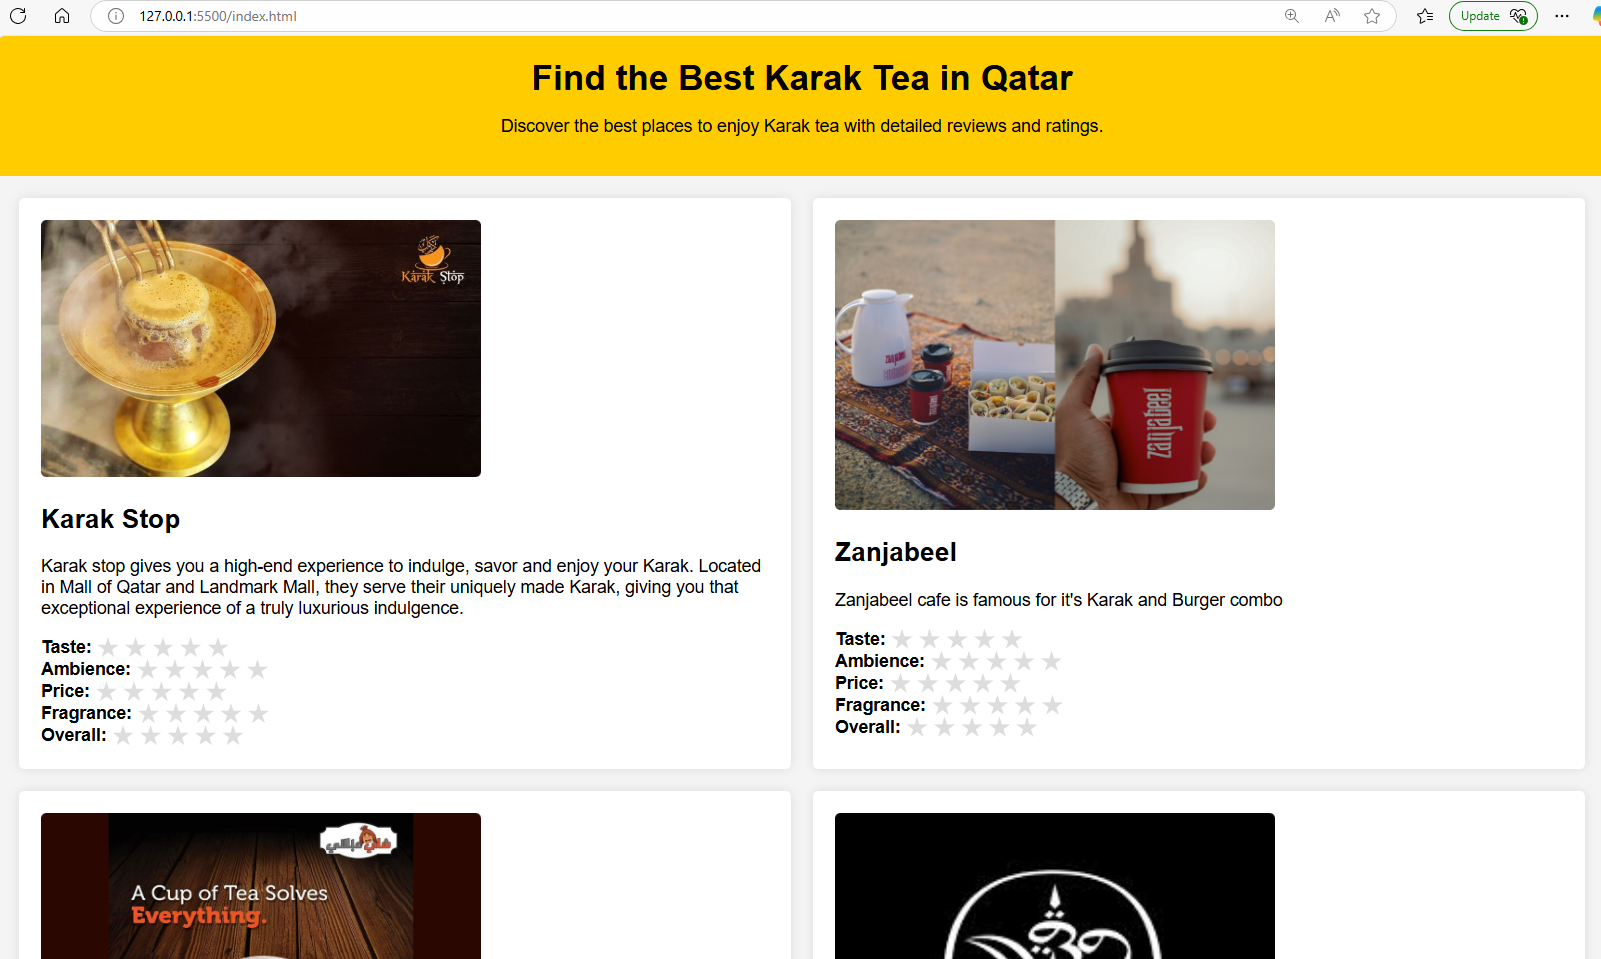 127.0.0.1:5500/index.html
Update
Find the Best Karak Tea in Qatar
Discover the best places to enjoy Karak tea with detailed reviews and ratings.
Karak Stop
zanjabeel
zanjabeel
zanjabeel
Karak Stop
Karak stop gives you a high-end experience to indulge, savor and enjoy your Karak. Located
in Mall of Qatar and Landmark Mall, they serve their uniquely made Karak, giving you that
exceptional experience of a truly luxurious indulgence.
Taste:
Ambience:
Price:
Fragrance:
Overall:
Zanjabeel
Zanjabeel cafe is famous for it's Karak and Burger combo
Taste:
Ambience:
Price:
Fragrance:
Overall:
A Cup of Tea Solves
Everything.